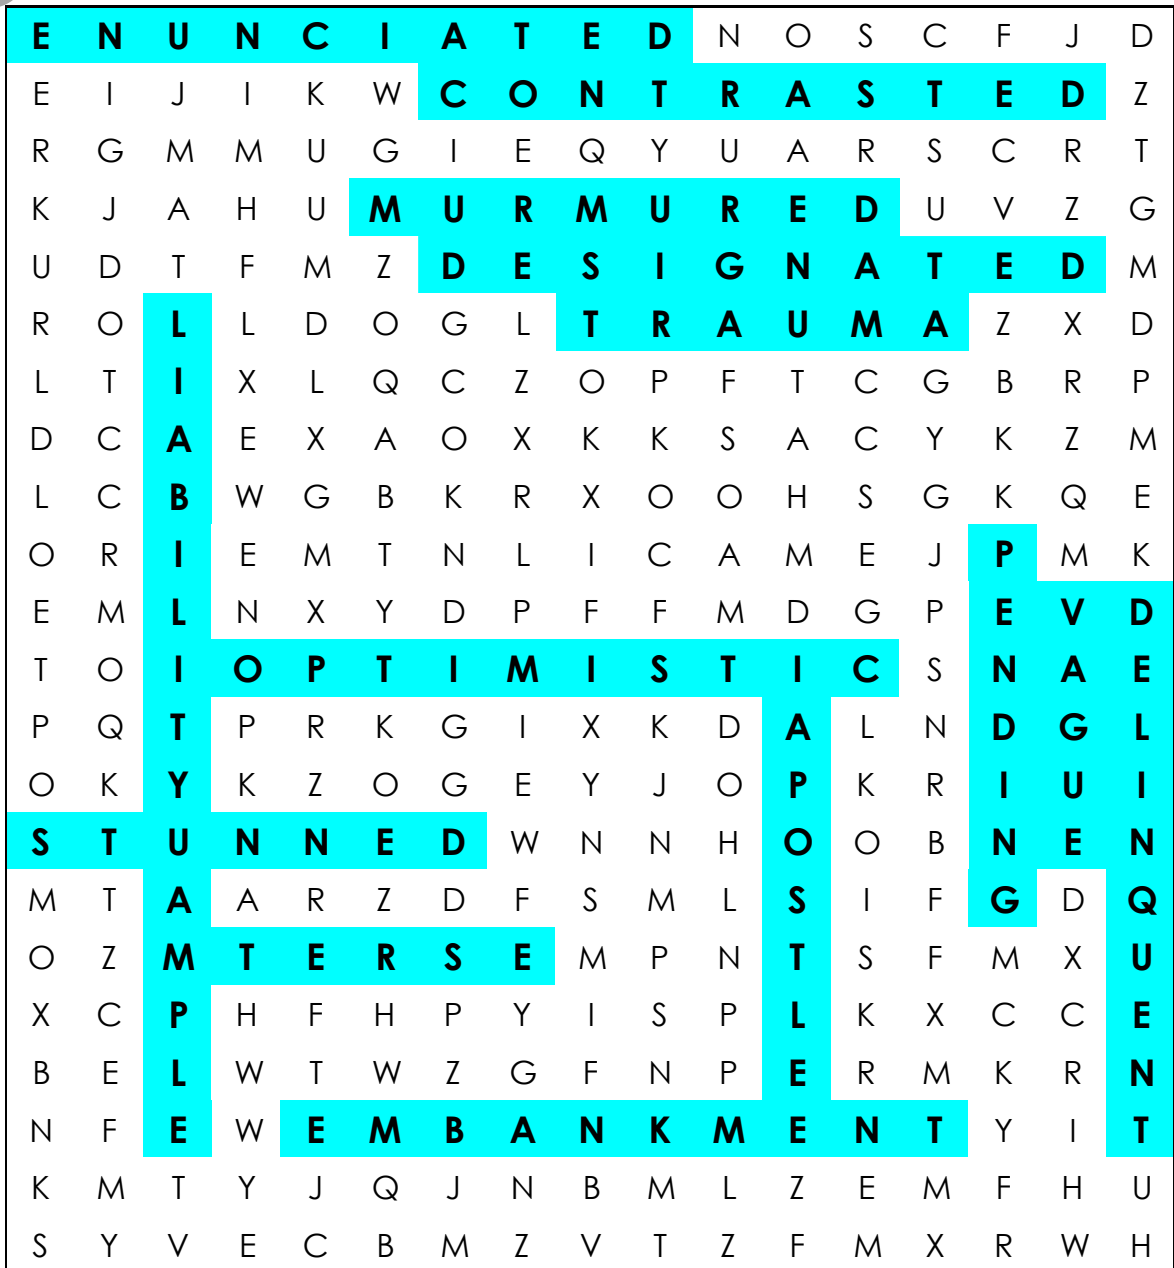 E N U N C I A T E D N O S C F J D
E I J I K W C O N T R A S T E D Z
R G M M U G I E Q Y U A R S C R T
K J A H U M U R M U R E D U V Z G
U D T F M Z D E S I G N A T E D M
R O L L D O G L T R A U M A Z X D
L T I X L Q C Z O P F T C G B R P
D C A E X A O X K K S A C Y K Z M
L C B W G B K R X O O H S G K Q E
O R I E M T N L I C A M E J P M K
E M L N X Y D P F F M D G P E V D
T O I O P T I M I S T I C S N A E
P Q T P R K G I X K D A L N D G L
O K Y K Z O G E Y J O P K R I U I
S T U N N E D W N N H O O B N E N
M T A A R Z D F S M L S I F G D Q
O Z M T E R S E M P N T S F M X U
X C P H F H P Y I S P L K X C C E
B E L W T W Z G F N P E R M K R N
N F E W E M B A N K M E N T Y I T
K M T Y J Q J N B M L Z E M F H U
S Y V E C B M Z V T Z F M X R W H